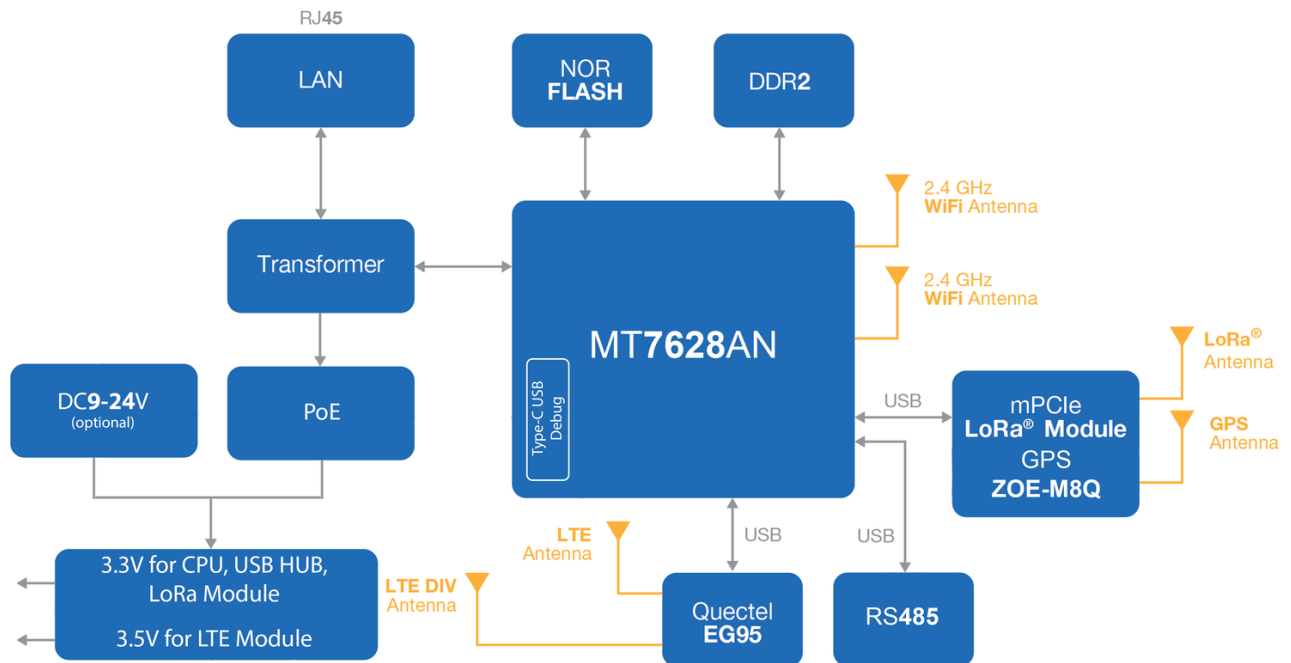 RJ45
LAN
NOR
FLASH
DDR2
2.4 GHz
WiFi Antenna
Transformer
2.4 GHz
WiFi Antenna
MT7628AN
Type-C USB
Debug
LoRa®
Antenna
DC9-24V
(optional)
PoE
USB
mPCIe
LoRa® Module
GPS
ZOE-M8Q
GPS
Antenna
LTE
Antenna
USB
USB
3.3V for CPU, USB HUB,
LoRa Module
3.5V for LTE Module
LTE DIV
Antenna
Quectel
EG95
RS485